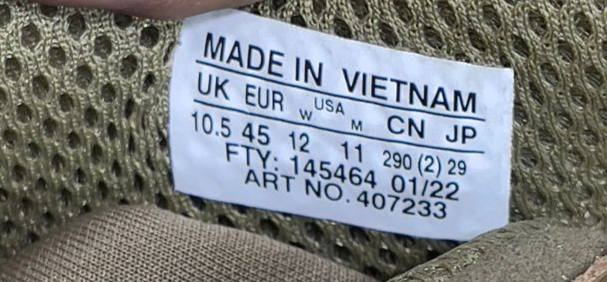 MADE IN VIETNAM
UK EUR W USA M CN JP
10.5 45 12 11 290 (2) 29
FTY: 145464 01/22
ART NO. 407233